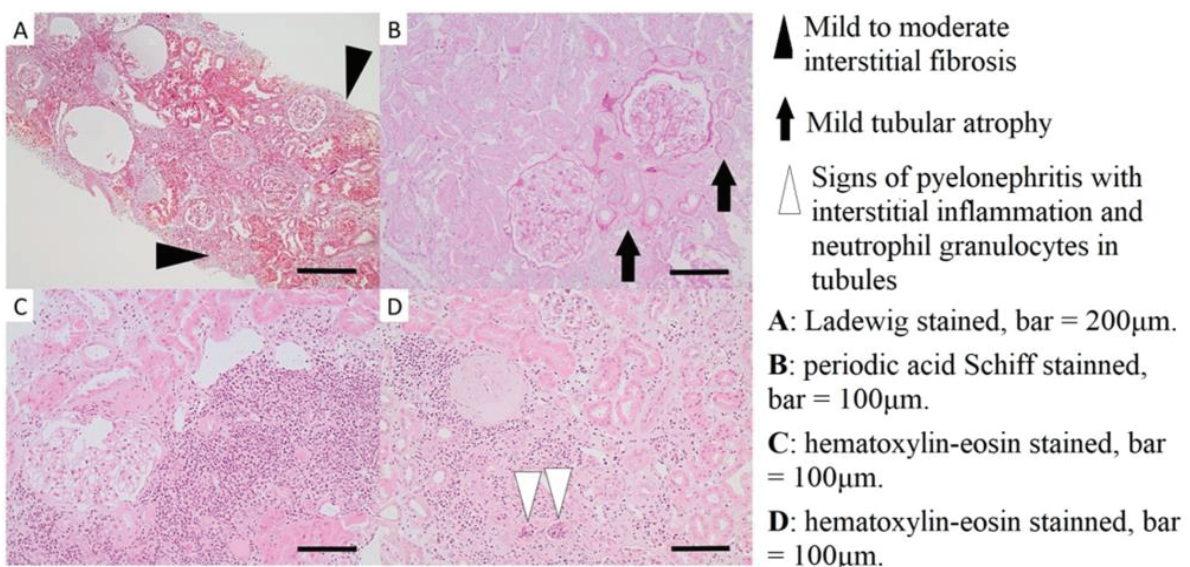 A
B
C
D
Mild to moderate
interstitial fibrosis
Mild tubular atrophy
Signs of pyelonephritis with
interstitial inflammation and
neutrophil granulocytes in
tubules
A: Ladewig stained, bar = 200μm.
B: periodic acid Schiff stainned,
bar = 100μm.
C: hematoxylin-eosin stained, bar
= 100μm.
D: hematoxylin-eosin stainned, bar
= 100μm.